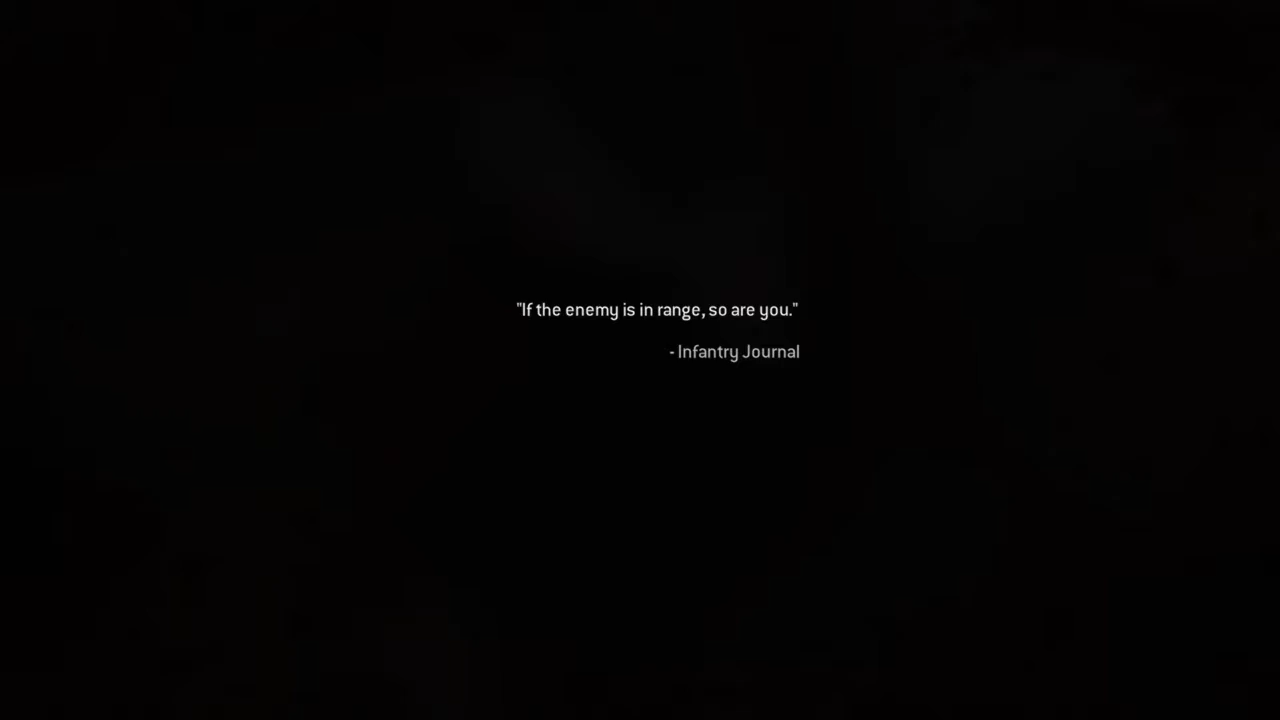 "If the enemy is in range, so are you."
- Infantry Journal